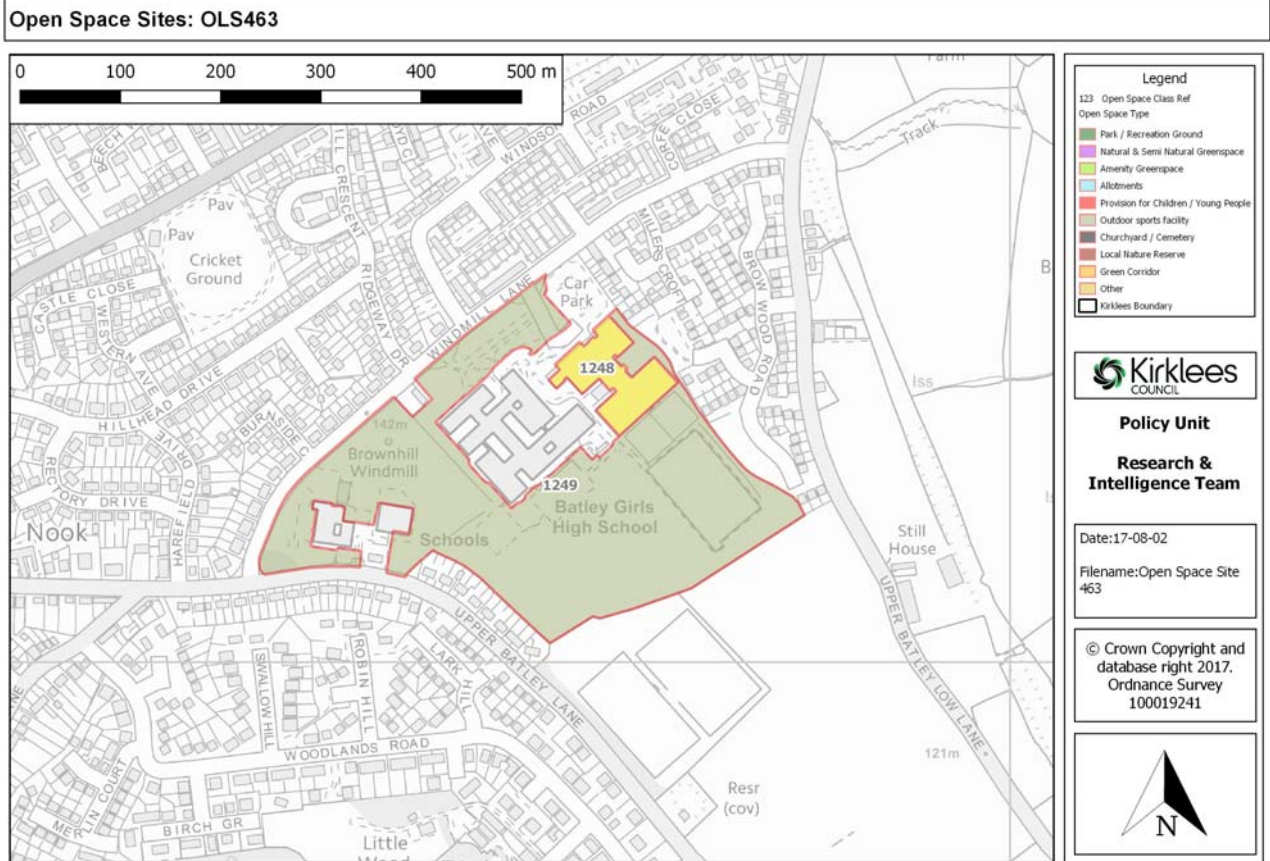 Open Space Sites: OLS463
0 100 200 300 400 500 m
Farm
BEECH W
ILL CRESCENT
WINDSOR ROAD
CORFE CLOSE
Track
Pav
Pav
Cricket
Ground
CASTLE CLOSE
WESTERN AVE
RIDGEWAY DR
WINDMILL LANE
Car
Park
MILLERS CROFT
BROW WOOD ROAD
B
1248
Iss
HILLHEAD DRIVE
BURNSIDE C
142m
Brownhill
Windmill
RECTORY DRIVE
HAREFIELD DRIVE
1249
Batley Girls
High School
Nook
Schools
Still
House
UPPER BATLEY LANE
UPPER BATLEY LOW LANE
SWALLOW HILL
ROBIN HILL
LARK HILL
WOODLANDS ROAD
121m
MERLIN COURT
BIRCH GR
Resr
(cov)
Little
Wood
Legend
123 Open Space Class Ref
Open Space Type
Park / Recreation Ground
Natural & Semi Natural Greenspace
Amenity Greenspace
Allotments
Provision for Children / Young People
Outdoor sports facility
Churchyard / Cemetery
Local Nature Reserve
Green Corridor
Other
Kirklees Boundary
Kirklees
COUNCIL
Policy Unit
Research &
Intelligence Team
Date:17-08-02
Filename:Open Space Site
463
© Crown Copyright and
database right 2017.
Ordnance Survey
100019241
N